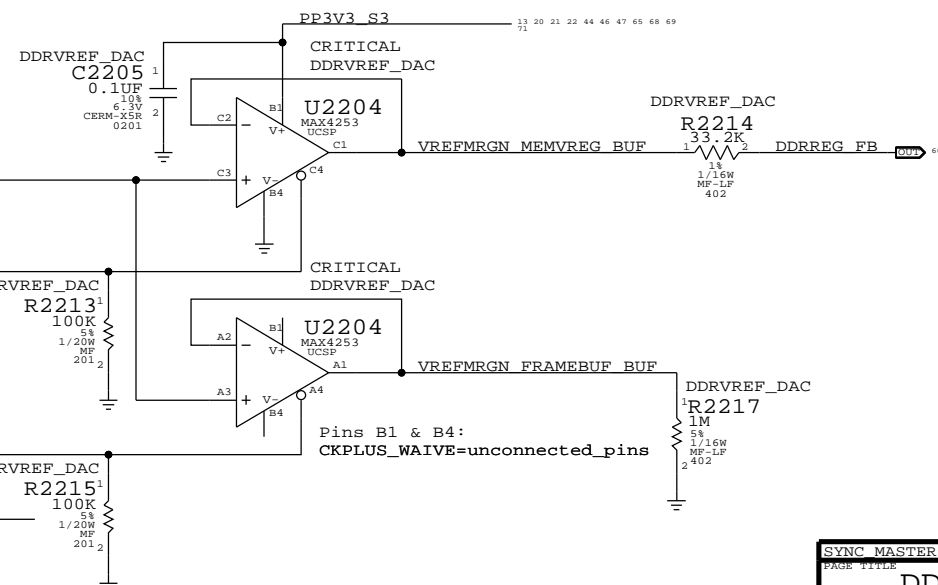 PP3V3_S3
13 20 21 22 44 46 47 65 68 69
71
CRITICAL
DDRVREF_DAC
DDRVREF_DAC
C2205
0.1UF
10%
6.3V
CERM-X5R
0201
1
2
B1
V+
C2
C3
V-
B4
C1
C4
U2204
MAX4253
UCSP
VREFMRGN_MEMVREG_BUF
DDRVREF_DAC
R2214
33.2K
1
2
1%
1/16W
MF-LF
402
DDRREG_FB
OUT
CRITICAL
DDRVREF_DAC
RVREF_DAC
R2213
1
100K
5%
1/20W
MF
201
2
B1
V+
A2
A3
V-
B4
A1
A4
U2204
MAX4253
UCSP
VREFMRGN_FRAMEBUF_BUF
DDRVREF_DAC
1
R2217
1M
5%
1/16W
MF-LF
402
2
Pins B1 & B4:
CKPLUS_WAIVE=unconnected_pins
RVREF_DAC
R2215
1
100K
5%
1/20W
MF
201
2
SYNC_MASTER
PAGE TITLE
DD